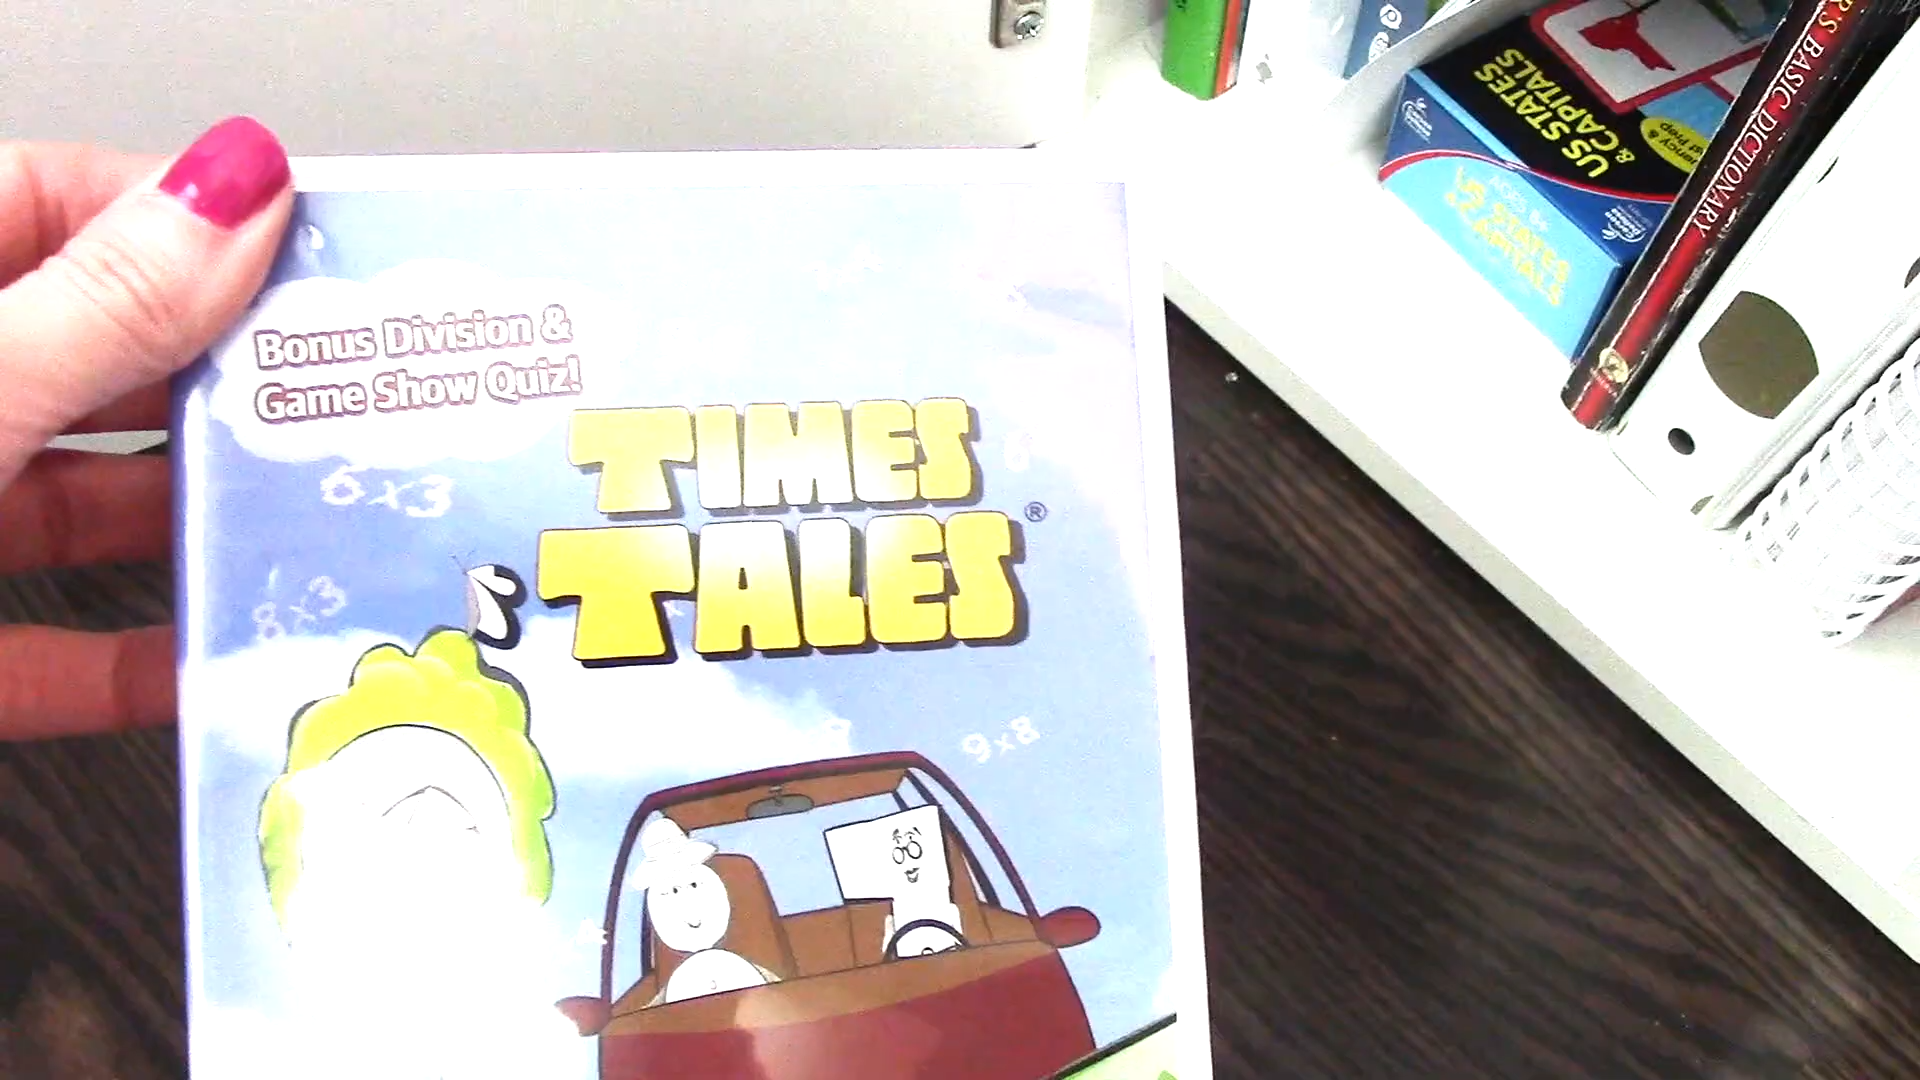 Bonus Division &
Game Show Quiz!
TIMES
TALES®
6x3
8x3
9x8
US STATES
& CAPITALS
US STATES
& CAPITALS
'S BASIC DICTIONARY